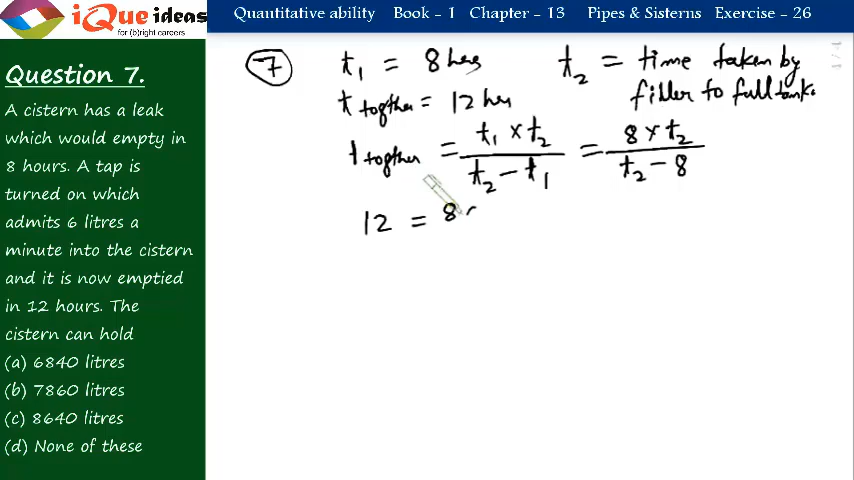 iQue ideas
for (b)right careers
Quantitative ability Book - 1 Chapter - 13 Pipes & Sisterns Exercise - 26
Question 7.
A cistern has a leak
which would empty in
8 hours. A tap is
turned on which
admits 6 litres a
minute into the cistern
and it is now emptied
in 12 hours. The
cistern can hold
(a) 6840 litres
(b) 7860 litres
(c) 8640 litres
(d) None of these
7 t1 = 8 hrs t2 = time taken by
filler to full tank.
t together = 12 hrs
t together = t1 × t2 / t2 − t1 = 8 × t2 / t2 − 8
12 = 8